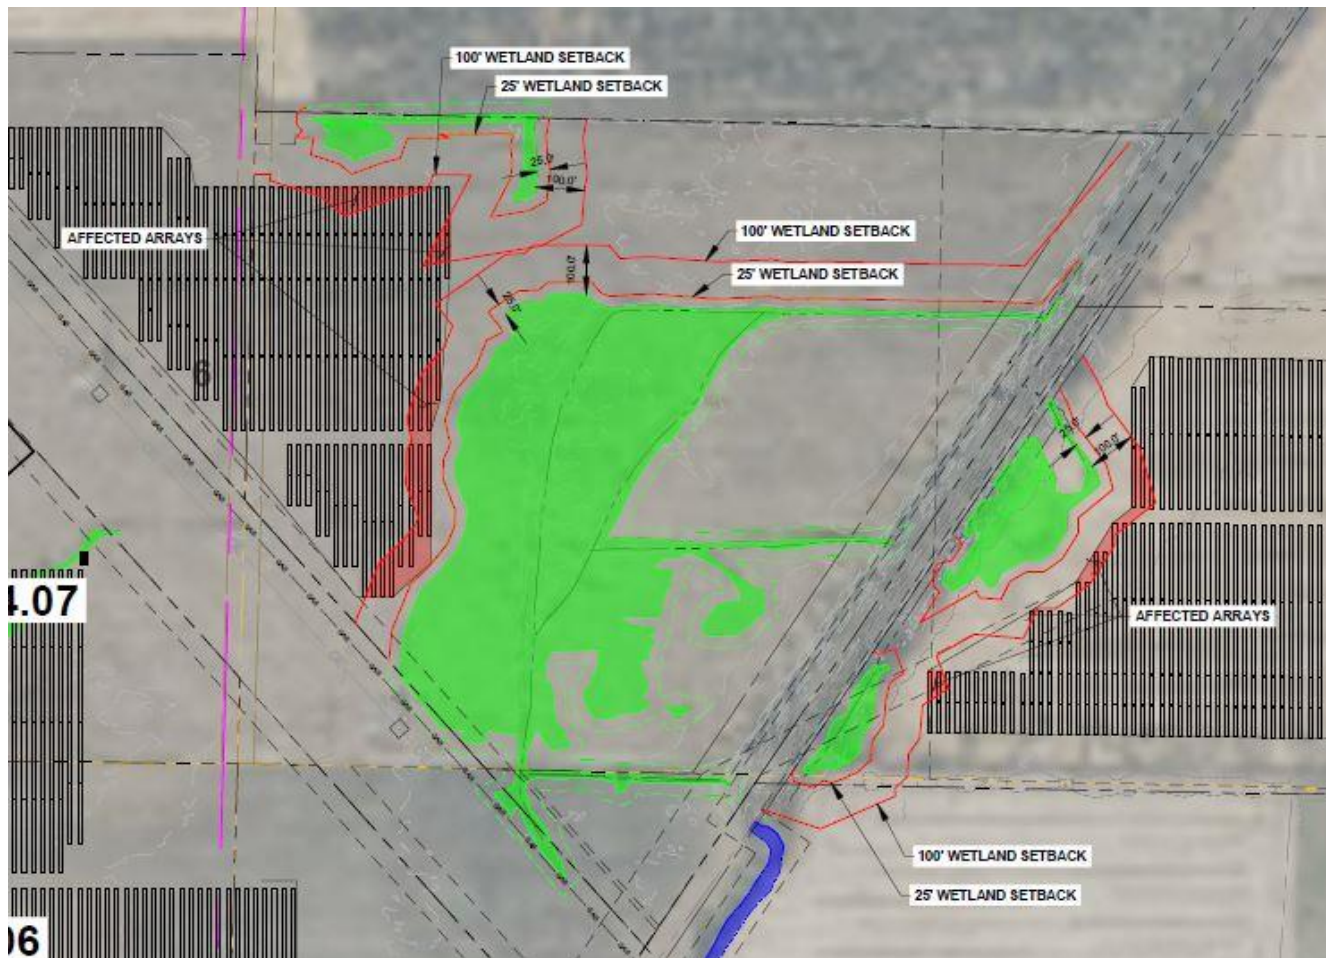 100' WETLAND SETBACK
25' WETLAND SETBACK
25.0'
100.0'
AFFECTED ARRAYS
100' WETLAND SETBACK
100.0'
25' WETLAND SETBACK
25.0'
6
25.0'
100.0'
4.07
AFFECTED ARRAYS
100' WETLAND SETBACK
25' WETLAND SETBACK
06